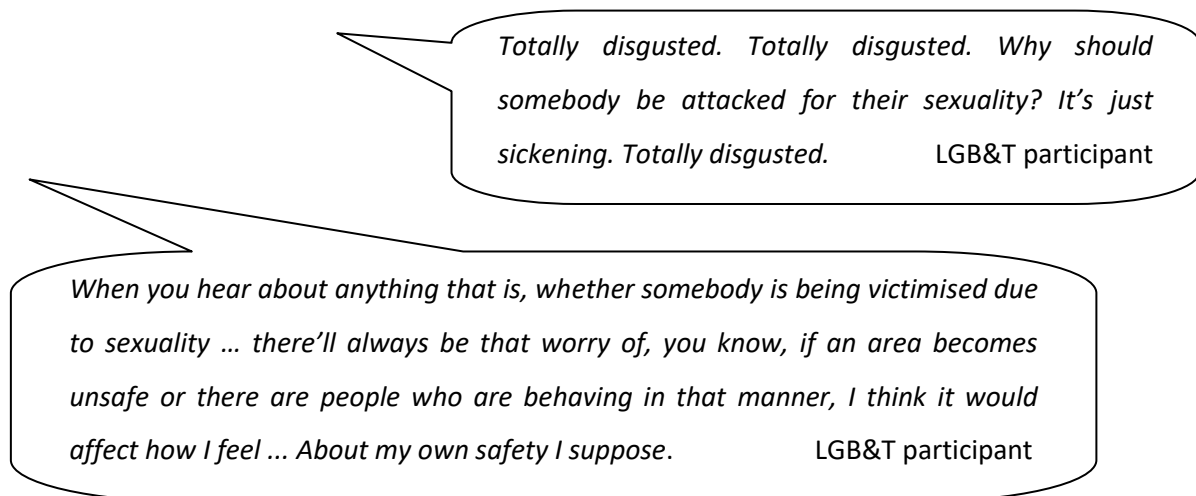 Totally disgusted. Totally disgusted. Why should
somebody be attacked for their sexuality? It’s just
sickening. Totally disgusted. LGB&T participant
When you hear about anything that is, whether somebody is being victimised due
to sexuality … there’ll always be that worry of, you know, if an area becomes
unsafe or there are people who are behaving in that manner, I think it would
affect how I feel ... About my own safety I suppose. LGB&T participant